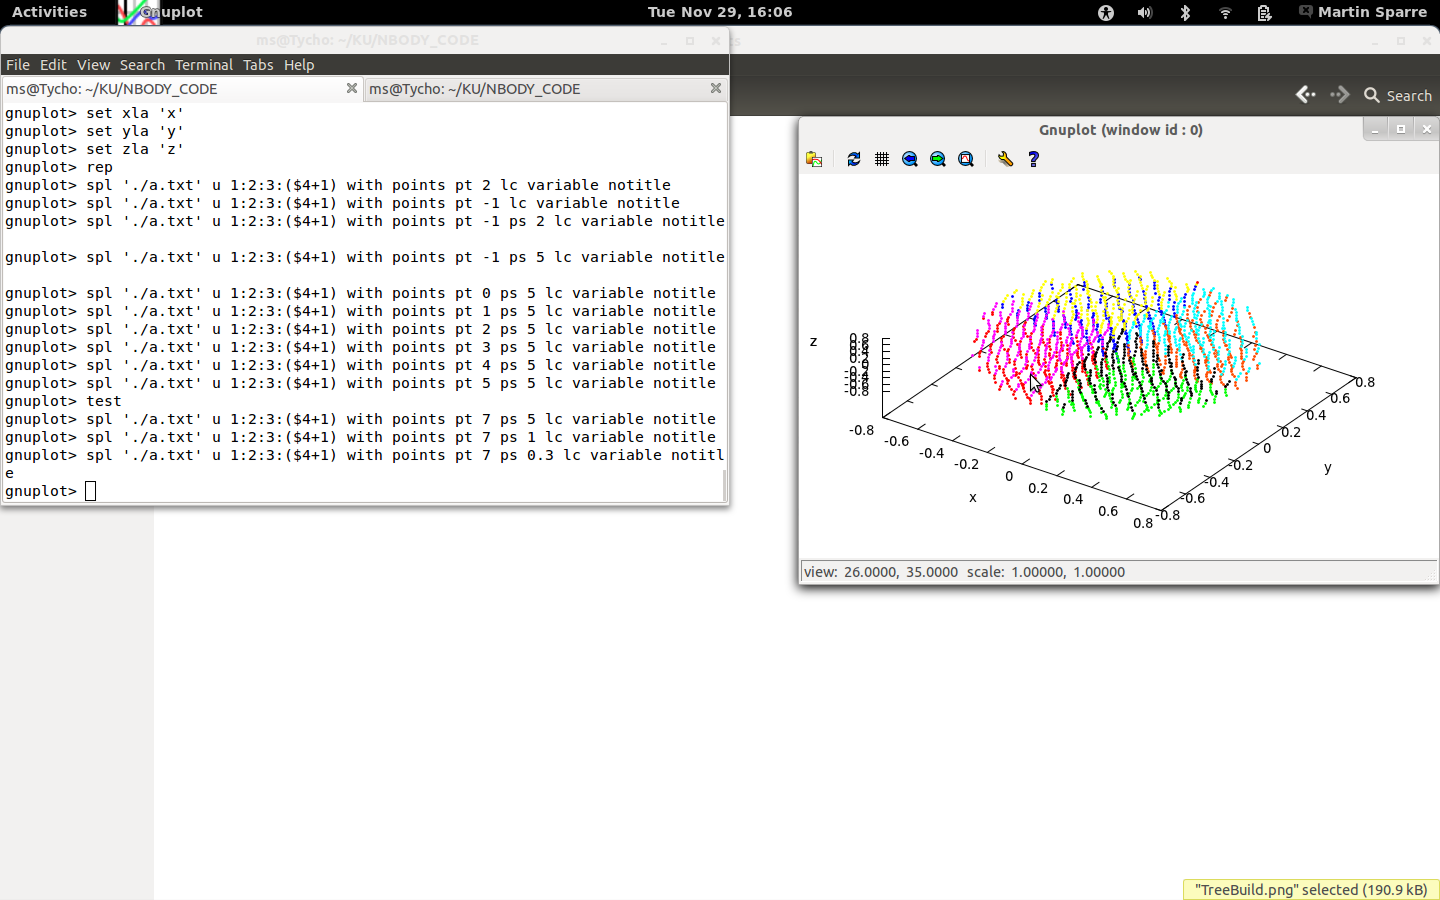 Activities
Gnuplot
Tue Nov 29, 16:06
Martin Sparre
ms@Tycho: ~/KU/NBODY_CODE
File Edit View Search Terminal Tabs Help
ms@Tycho: ~/KU/NBODY_CODE
ms@Tycho: ~/KU/NBODY_CODE
gnuplot> set xla 'x'
gnuplot> set yla 'y'
gnuplot> set zla 'z'
gnuplot> rep
gnuplot> spl './a.txt' u 1:2:3:($4+1) with points pt 2 lc variable notitle
gnuplot> spl './a.txt' u 1:2:3:($4+1) with points pt -1 lc variable notitle
gnuplot> spl './a.txt' u 1:2:3:($4+1) with points pt -1 ps 2 lc variable notitle
gnuplot> spl './a.txt' u 1:2:3:($4+1) with points pt -1 ps 5 lc variable notitle
gnuplot> spl './a.txt' u 1:2:3:($4+1) with points pt 0 ps 5 lc variable notitle
gnuplot> spl './a.txt' u 1:2:3:($4+1) with points pt 1 ps 5 lc variable notitle
gnuplot> spl './a.txt' u 1:2:3:($4+1) with points pt 2 ps 5 lc variable notitle
gnuplot> spl './a.txt' u 1:2:3:($4+1) with points pt 3 ps 5 lc variable notitle
gnuplot> spl './a.txt' u 1:2:3:($4+1) with points pt 4 ps 5 lc variable notitle
gnuplot> spl './a.txt' u 1:2:3:($4+1) with points pt 5 ps 5 lc variable notitle
gnuplot> test
gnuplot> spl './a.txt' u 1:2:3:($4+1) with points pt 7 ps 5 lc variable notitle
gnuplot> spl './a.txt' u 1:2:3:($4+1) with points pt 7 ps 1 lc variable notitle
gnuplot> spl './a.txt' u 1:2:3:($4+1) with points pt 7 ps 0.3 lc variable notitl
e
gnuplot>
Search
Gnuplot (window id : 0)
z
0.8
0.6
0.4
0.2
0
-0.2
-0.4
-0.6
-0.8
-0.8
-0.6
-0.4
-0.2
0
0.2
0.4
0.6
0.8
x
-0.8
-0.6
-0.4
-0.2
0
0.2
0.4
0.6
0.8
y
view: 26.0000, 35.0000 scale: 1.00000, 1.00000
"TreeBuild.png" selected (190.9 kB)